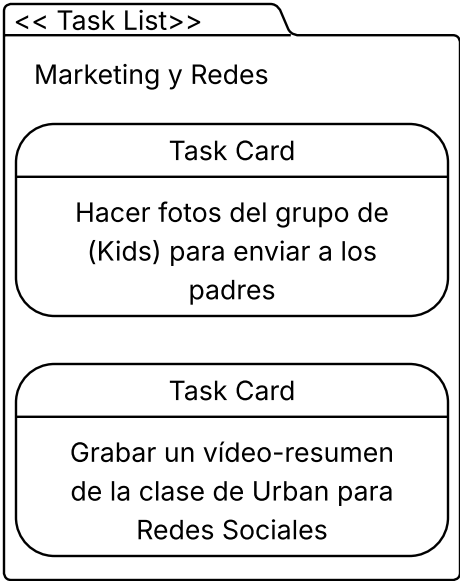 << Task List>>
Marketing y Redes
Task Card
Hacer fotos del grupo de
(Kids) para enviar a los
padres
Task Card
Grabar un vídeo-resumen
de la clase de Urban para
Redes Sociales